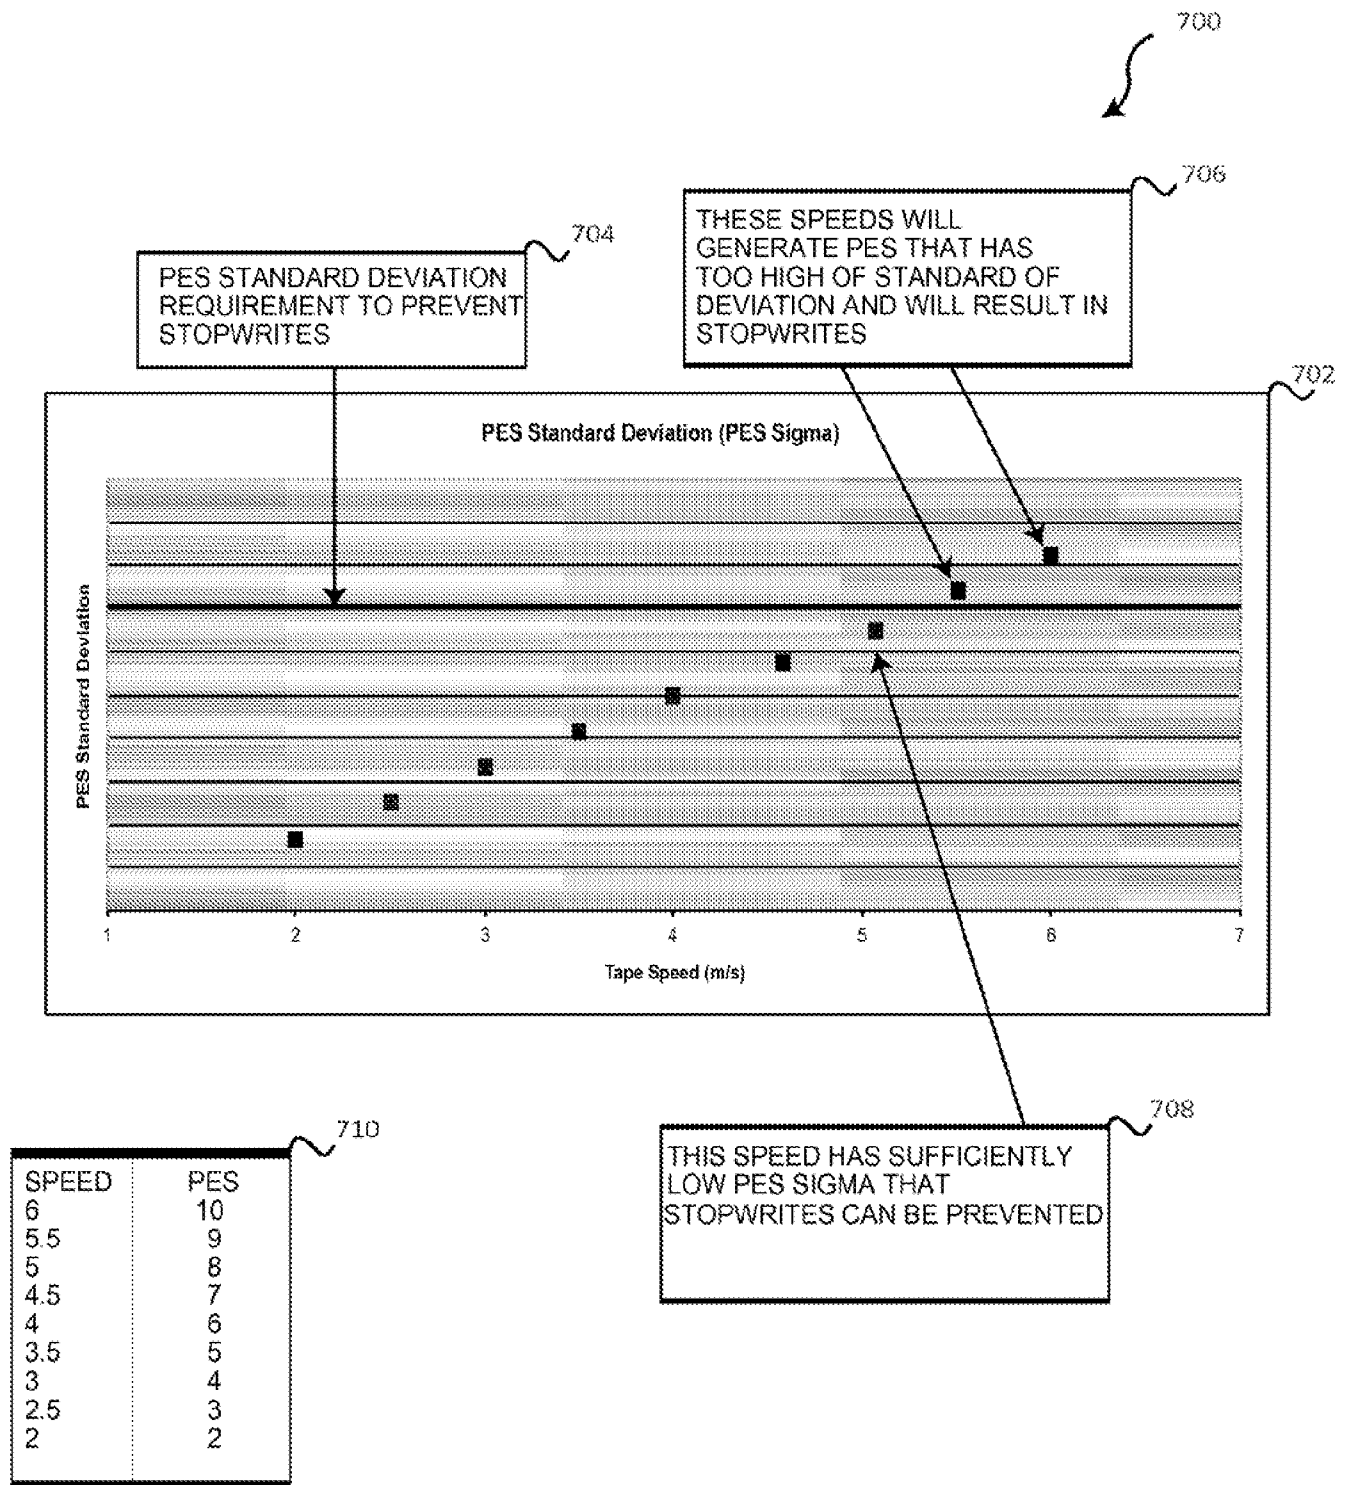 700
706
THESE SPEEDS WILL
GENERATE PES THAT HAS
TOO HIGH OF STANDARD OF
DEVIATION AND WILL RESULT IN
STOPWRITES
704
PES STANDARD DEVIATION
REQUIREMENT TO PREVENT
STOPWRITES
702
PES Standard Deviation (PES Sigma)
PES Standard Deviation
1 2 3 4 5 6 7
Tape Speed (m/s)
708
THIS SPEED HAS SUFFICIENTLY
LOW PES SIGMA THAT
STOPWRITES CAN BE PREVENTED
710
SPEED PES
6 10
5.5 9
5 8
4.5 7
4 6
3.5 5
3 4
2.5 3
2 2